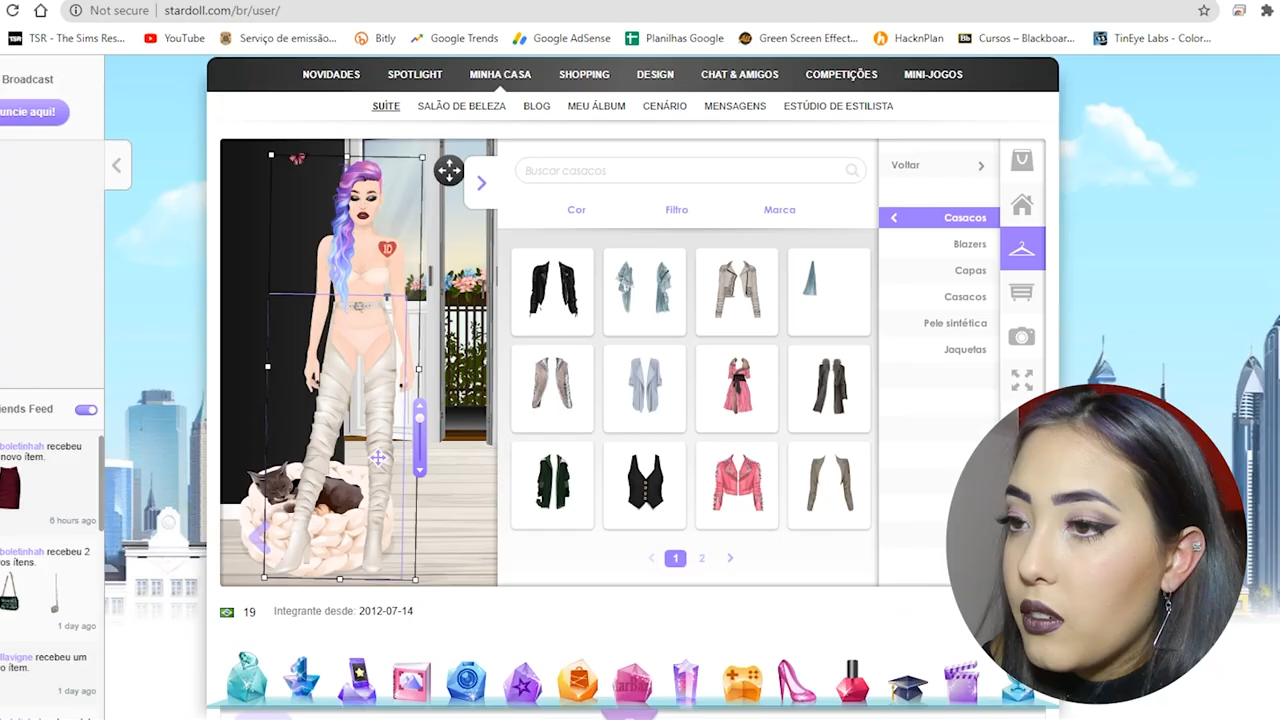 Not secure stardoll.com/br/user/
TSR - The Sims Res... YouTube Serviço de emissão... Bitly Google Trends Google AdSense Planilhas Google Green Screen Effect... HacknPlan Cursos – Blackboar... TinEye Labs - Color...
Broadcast
uncie aqui!
NOVIDADES SPOTLIGHT MINHA CASA SHOPPING DESIGN CHAT & AMIGOS COMPETIÇÕES MINI-JOGOS
SUÍTE SALÃO DE BELEZA BLOG MEU ÁLBUM CENÁRIO MENSAGENS ESTÚDIO DE ESTILISTA
Buscar casacos
Cor Filtro Marca
Voltar
Casacos
Blazers
Capas
Casacos
Pele sintética
Jaquetas
1D
1 2
iends Feed
boletinhah recebeu
novo ítem.
6 hours ago
boletinhah recebeu 2
os ítens.
1 day ago
llavigne recebeu um
o ítem.
1 day ago
19 Integrante desde: 2012-07-14